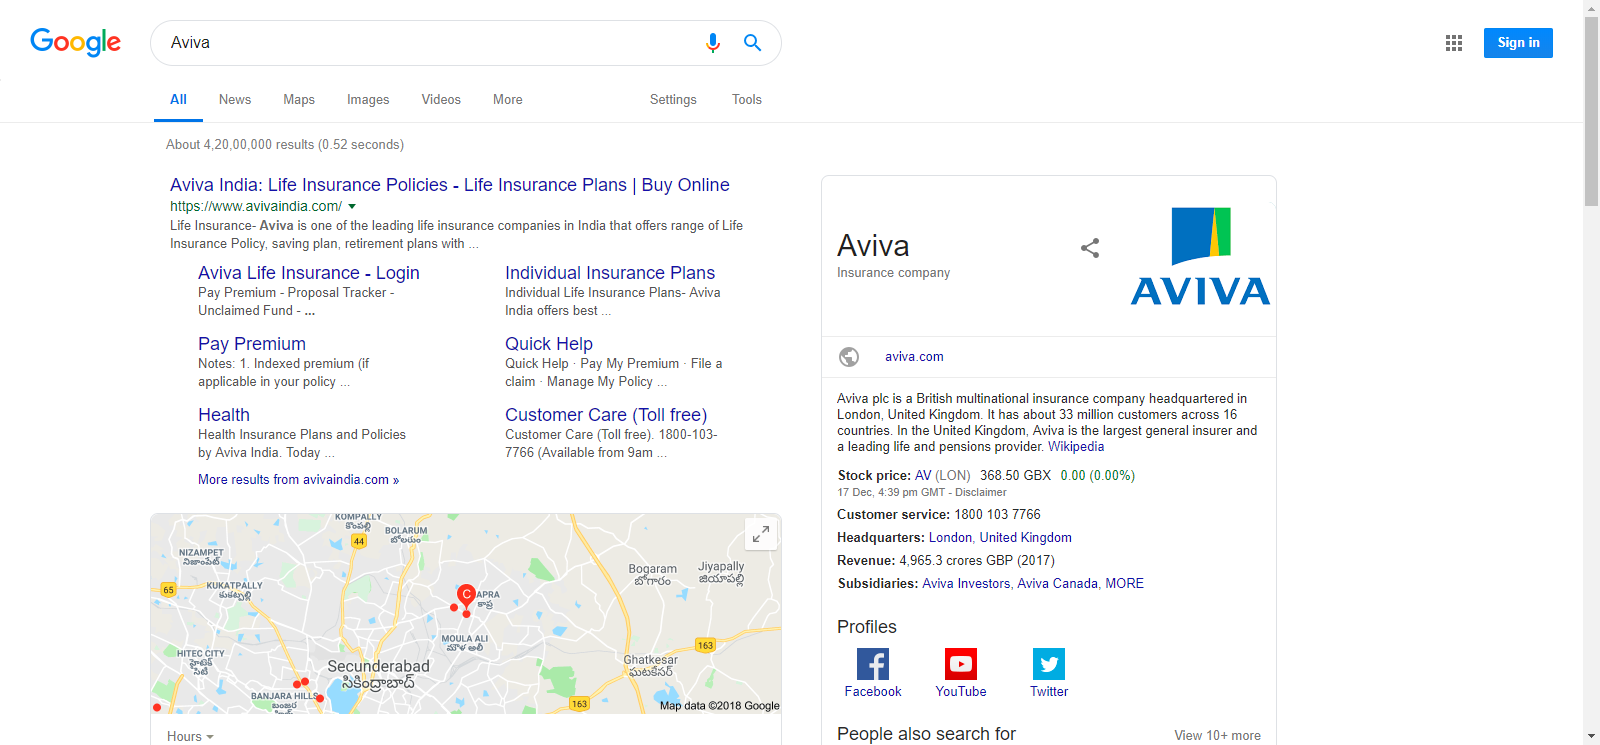 Google
Aviva
Sign in
All News Maps Images Videos More Settings Tools
About 4,20,00,000 results (0.52 seconds)
Aviva India: Life Insurance Policies - Life Insurance Plans | Buy Online
https://www.avivaindia.com/
Life Insurance- Aviva is one of the leading life insurance companies in India that offers range of Life
Insurance Policy, saving plan, retirement plans with ...
Aviva Life Insurance - Login
Pay Premium - Proposal Tracker -
Unclaimed Fund - ...
Individual Insurance Plans
Individual Life Insurance Plans- Aviva
India offers best ...
Pay Premium
Notes: 1. Indexed premium (if
applicable in your policy ...
Quick Help
Quick Help · Pay My Premium · File a
claim · Manage My Policy ...
Health
Health Insurance Plans and Policies
by Aviva India. Today ...
Customer Care (Toll free)
Customer Care (Toll free). 1800-103-
7766 (Available from 9am ...
More results from avivaindia.com »
KOMPALLY
కొంపల్లి
BOLARUM
బోలారుం
44
NIZAMPET
నిజాంపేట్
KUKATPALLY
కుకట్పల్లి
65
Bogaram
బోగారం
Jiyapally
జియాపల్లి
C
APRA
కాప్రా
MOULA ALI
మౌళ అలీ
163
HITEC CITY
హైటెక్
సిటీ
Secunderabad
సికింద్రాబాద్
Ghatkesar
ఘటకేసర్
BANJARA HILLS
బంజర
హిల్స్
163
Map data ©2018 Google
Hours
Aviva
Insurance company
AVIVA
aviva.com
Aviva plc is a British multinational insurance company headquartered in
London, United Kingdom. It has about 33 million customers across 16
countries. In the United Kingdom, Aviva is the largest general insurer and
a leading life and pensions provider. Wikipedia
Stock price: AV (LON) 368.50 GBX 0.00 (0.00%)
17 Dec, 4:39 pm GMT - Disclaimer
Customer service: 1800 103 7766
Headquarters: London, United Kingdom
Revenue: 4,965.3 crores GBP (2017)
Subsidiaries: Aviva Investors, Aviva Canada, MORE
Profiles
Facebook YouTube Twitter
People also search for View 10+ more